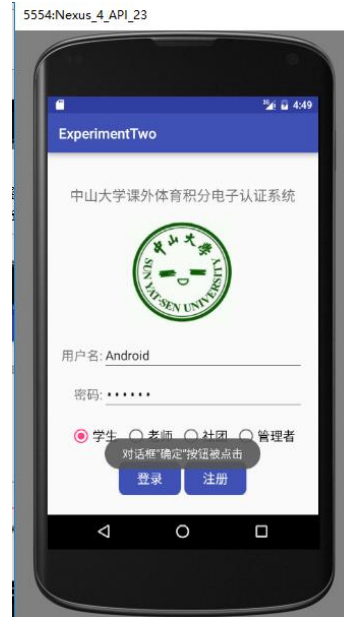 5554:Nexus_4_API_23
4:49
ExperimentTwo
中山大学课外体育积分电子认证系统
中山大学
SUN YAT-SEN UNIVERSITY
用户名: Android
密码: ••••••
学生 老师 社团 管理者
对话框"确定"按钮被点击
登录 注册